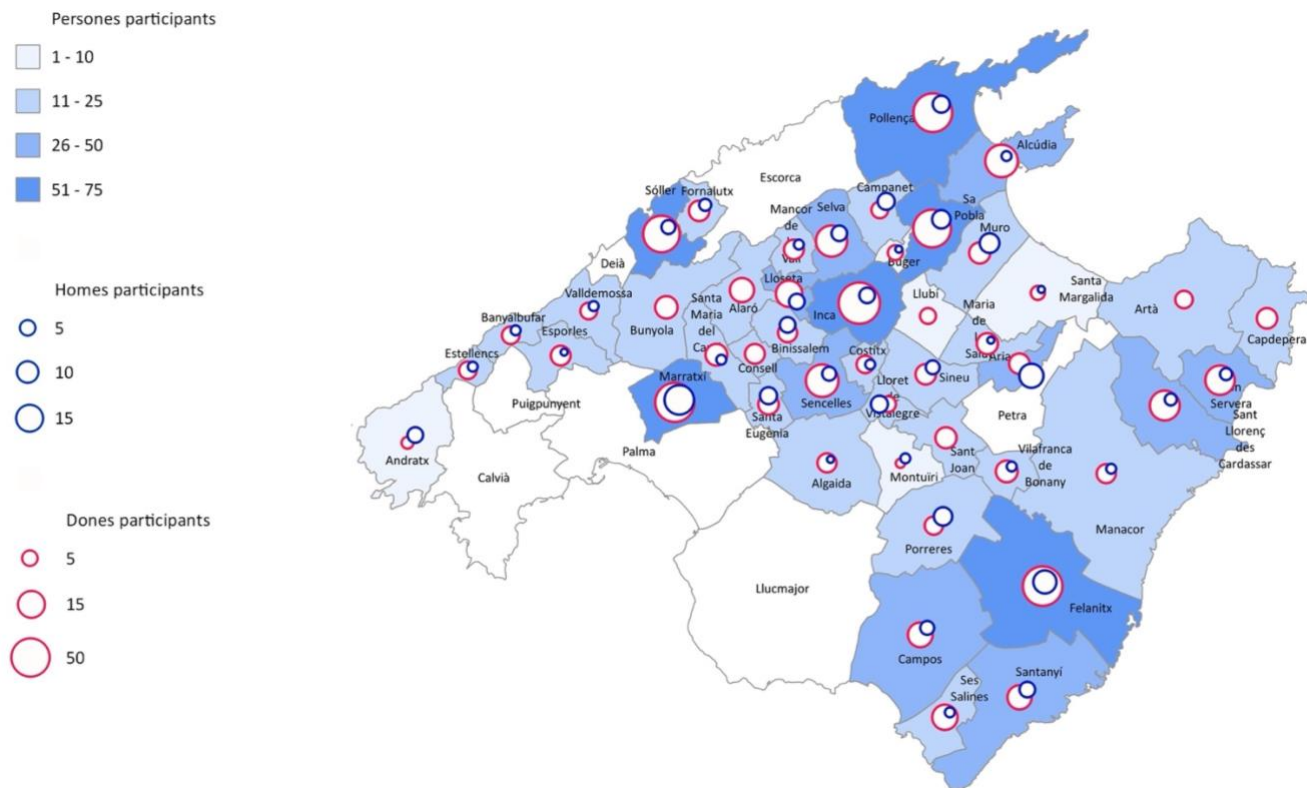 Persones participants
1 - 10
11 - 25
26 - 50
51 - 75
Homes participants
5
10
15
Dones participants
5
15
50
Pollença
Alcúdia
Escorca
Campanet
Sa
Pobla
Sóller
Fornalutx
Mancor
de
Vall
Selva
Muro
Búger
Deià
Lloseta
Inca
Llubí
Santa
Margalida
Valldemossa
Bunyola
Santa
Maria
del
Alaró
Maria
de
Artà
Capdepera
Banyalbufar
Esporles
Binissalem
Estellencs
Consell
Costitx
Sineu
Ariany
Puigpunyent
Marratxí
Sencelles
Lloret
de
Vistalegre
Petra
Servera
Sant
Llorenç
des
Cardassar
Santa
Eugènia
Palma
Andratx
Calvià
Algaida
Montuïri
Sant
Joan
Vilafranca
de
Bonany
Manacor
Porreres
Llucmajor
Felanitx
Campos
Ses
Salines
Santanyí